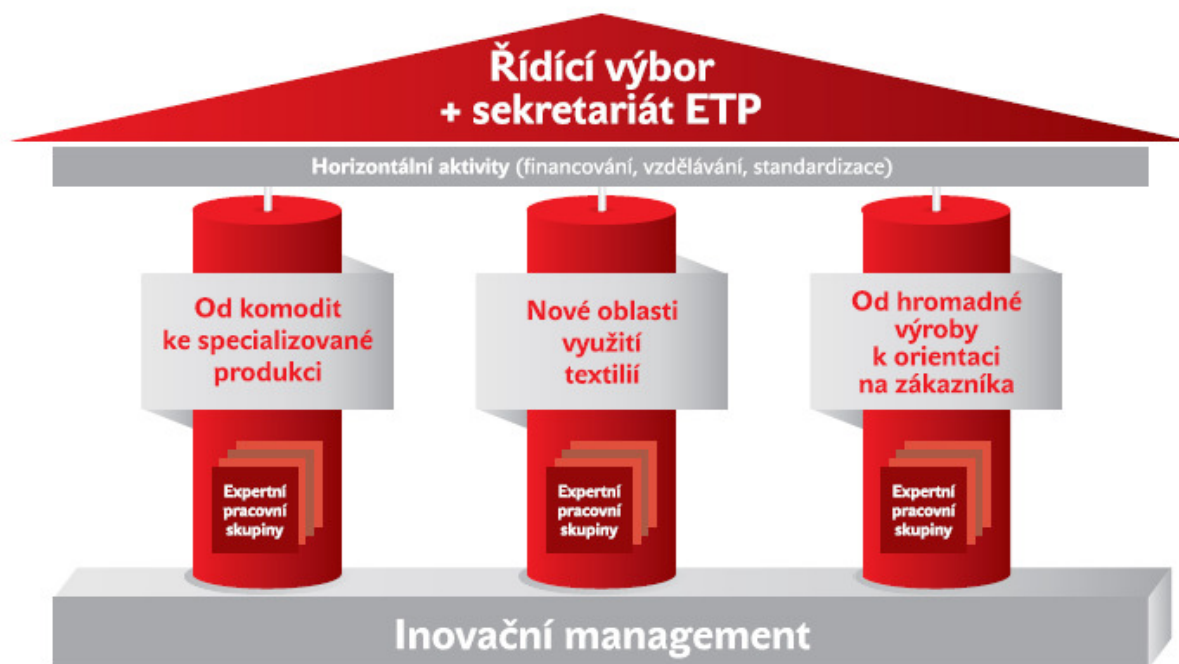 Řídící výbor
+ sekretariát ETP
Horizontální aktivity (financování, vzdělávání, standardizace)
Od komodit
ke specializované
produkci
Nové oblasti
využití
textilií
Od hromadné
výroby
k orientaci
na zákazníka
Expertní
pracovní
skupiny
Expertní
pracovní
skupiny
Expertní
pracovní
skupiny
Inovační management